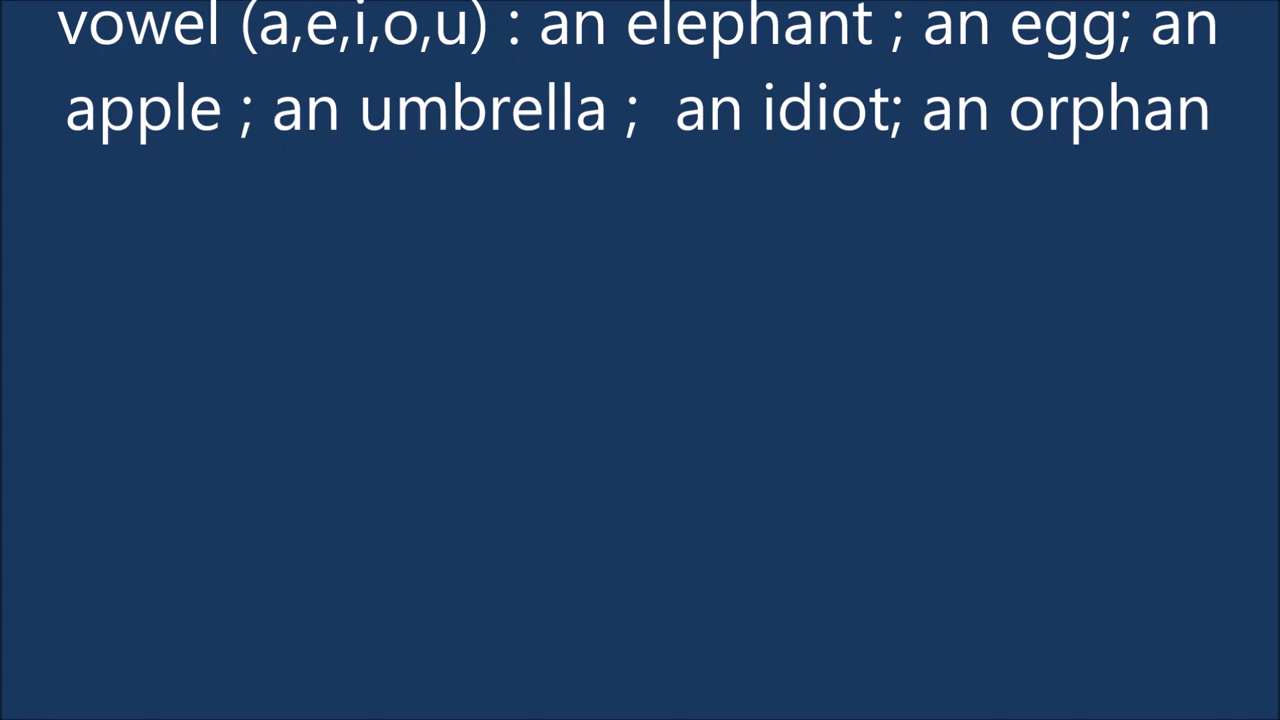 vowel (a,e,i,o,u) : an elephant ; an egg; an
apple ; an umbrella ;  an idiot; an orphan